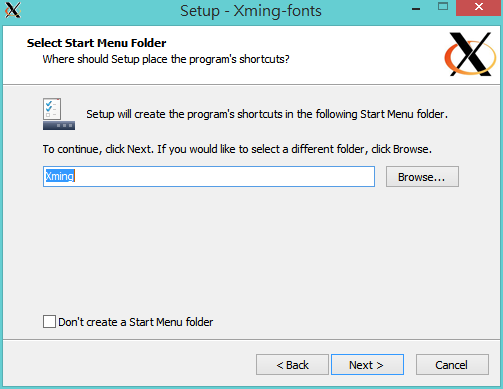 Setup - Xming-fonts
Select Start Menu Folder
Where should Setup place the program's shortcuts?
Setup will create the program's shortcuts in the following Start Menu folder.
To continue, click Next. If you would like to select a different folder, click Browse.
Xming
Browse...
Don't create a Start Menu folder
< Back
Next >
Cancel